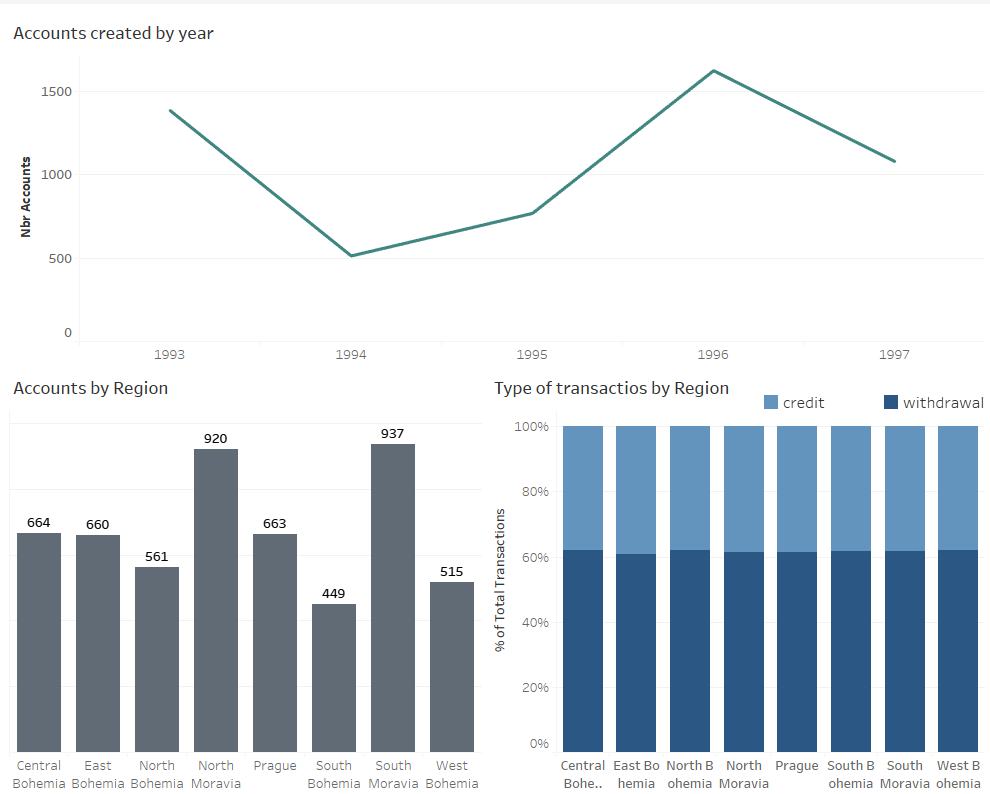 Accounts created by year
Nbr Accounts
1500
1000
500
0
1993 1994 1995 1996 1997
Accounts by Region
664 660 561 920 663 449 937 515
Central East North North Prague South South West
Bohemia Bohemia Bohemia Moravia Bohemia Moravia Bohemia
Type of transactios by Region
credit withdrawal
% of Total Transactions
100%
80%
60%
40%
20%
0%
Central East Bo North B North Prague South B South West B
Bohe.. hemia ohemia Moravia ohemia Moravia ohemia